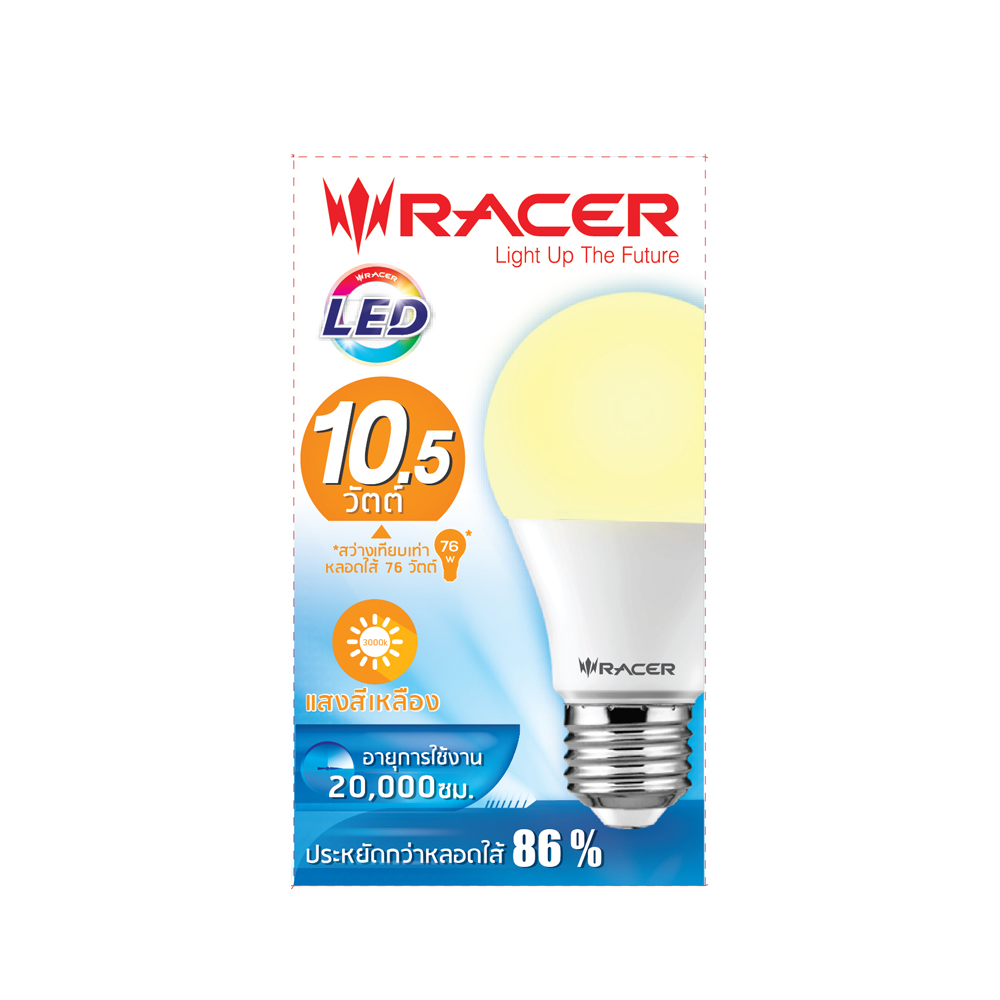 RACER
Light Up The Future
RACER
LED
10.5
วัตต์
*สว่างเทียบเท่า
หลอดไส้ 76 วัตต์
76
W
*
3000k
แสงสีเหลือง
RACER
อายุการใช้งาน
20,000ซม.
ประหยัดกว่าหลอดไส้ 86 %